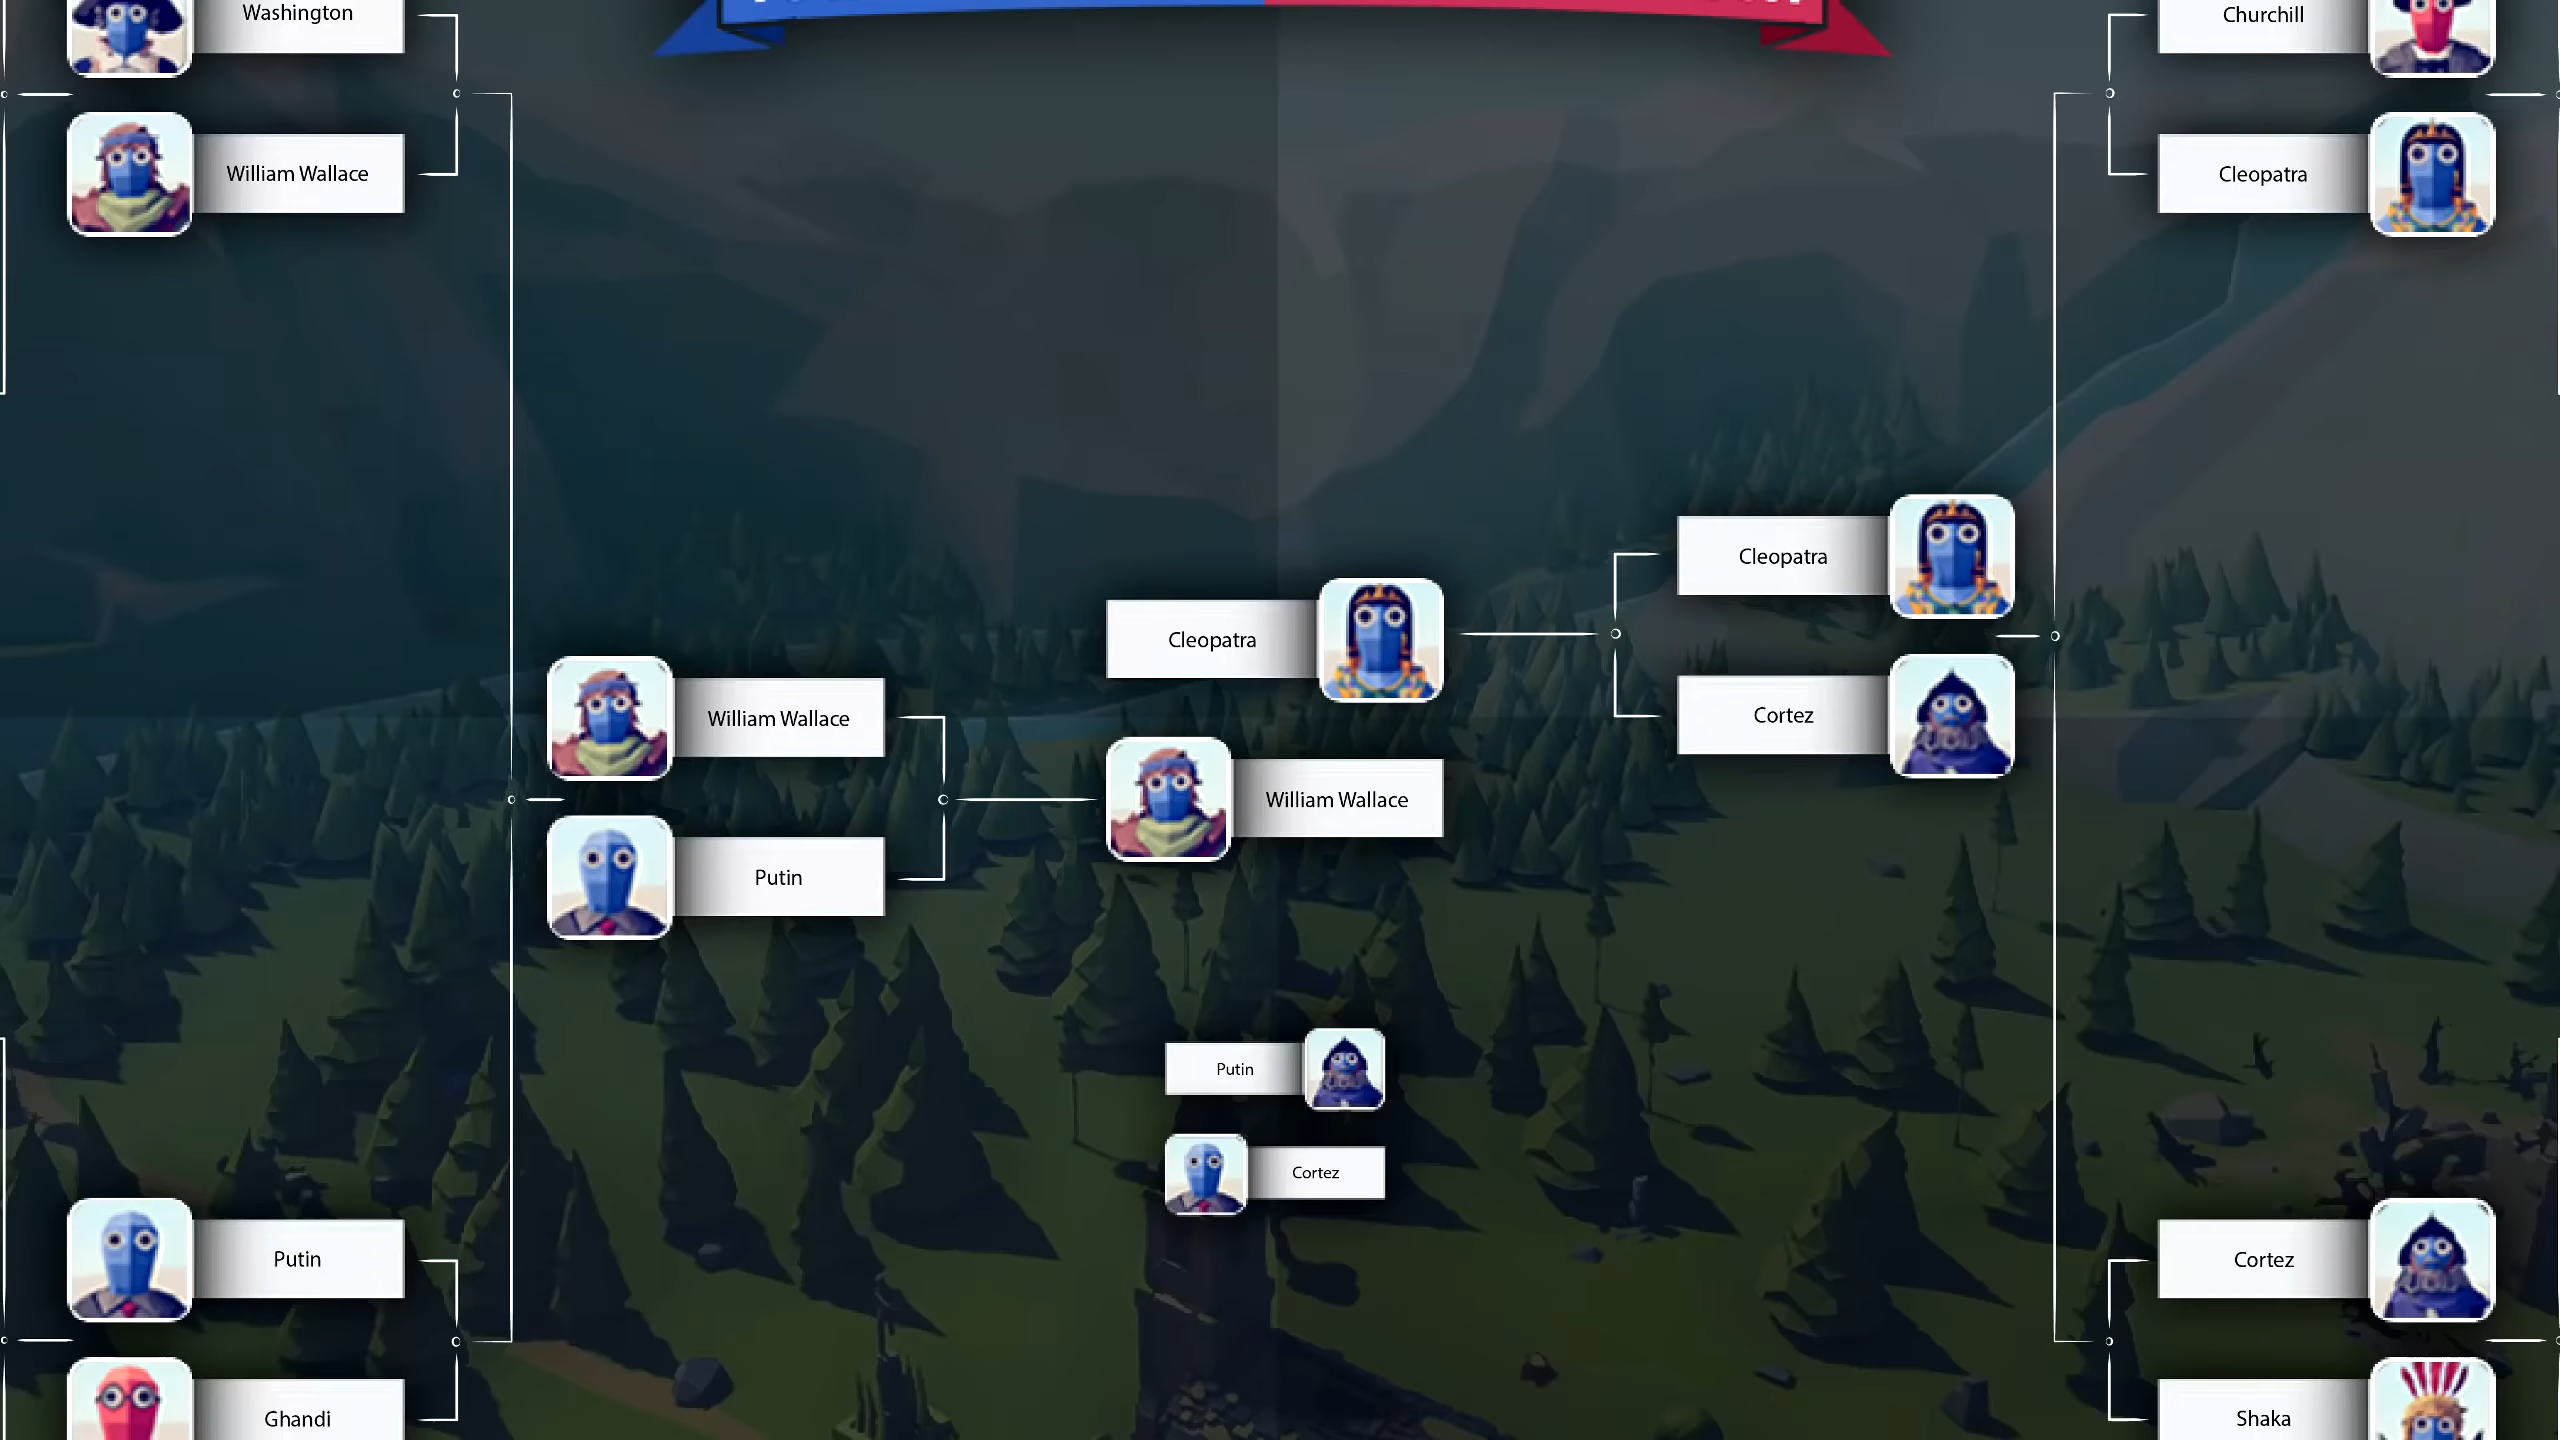 Washington
Churchill
William Wallace
Cleopatra
Cleopatra
Cleopatra
Cortez
William Wallace
William Wallace
Putin
Putin
Cortez
Putin
Cortez
Ghandi
Shaka